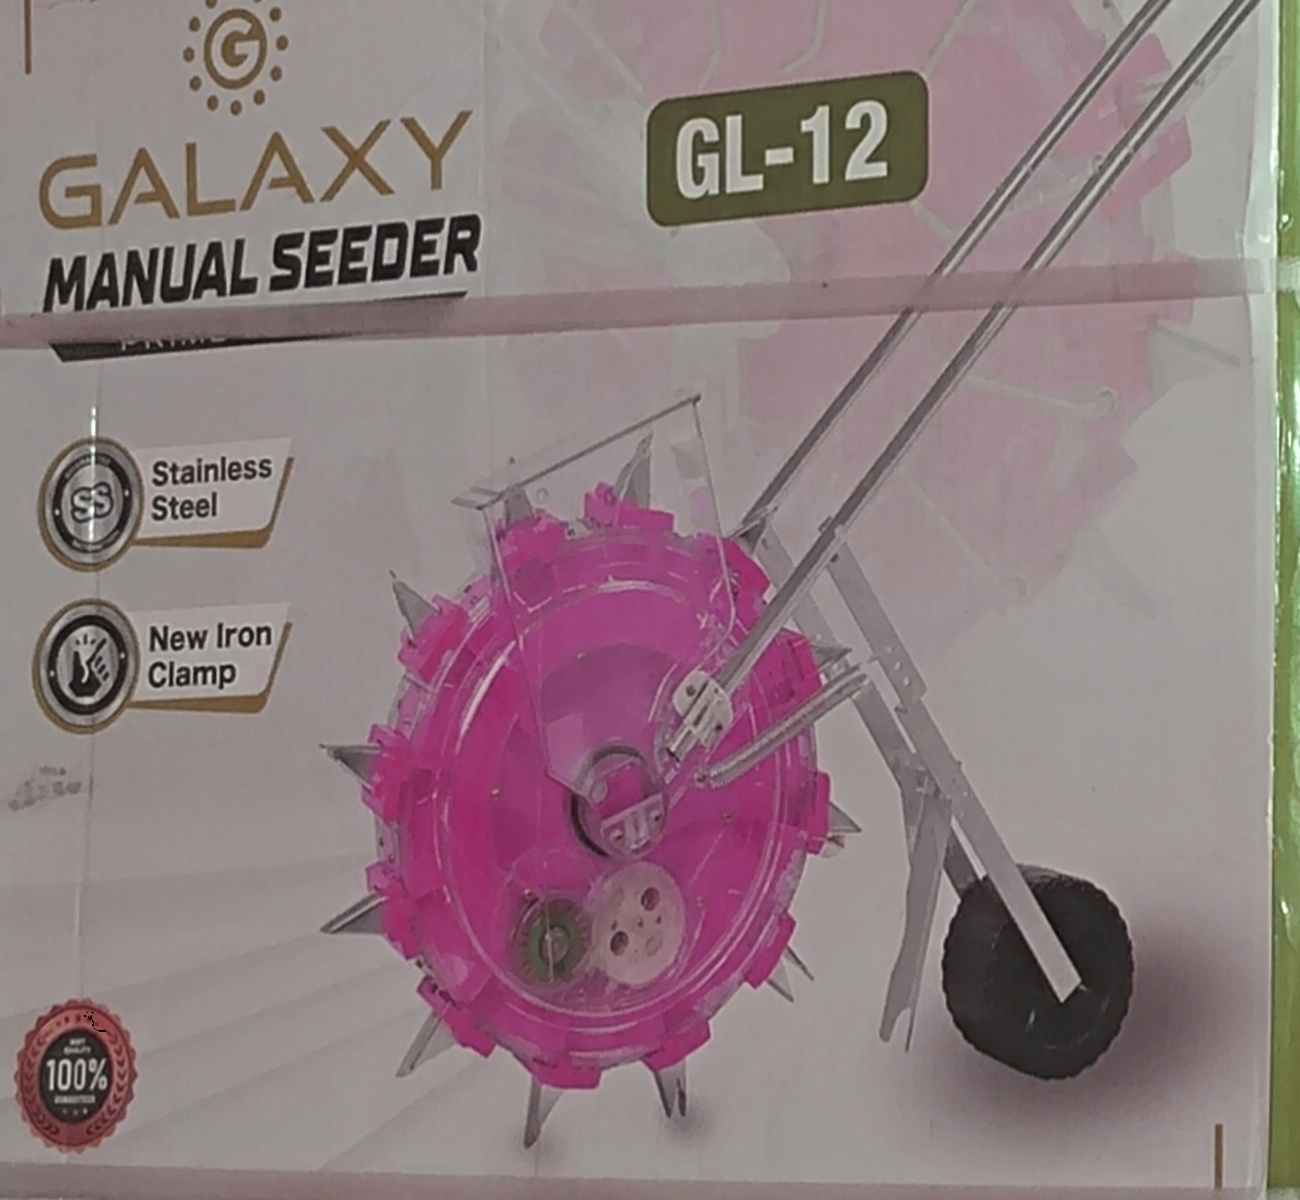 G
GALAXY
MANUAL SEEDER
GL-12
SS
Stainless
Steel
New Iron
Clamp
100%